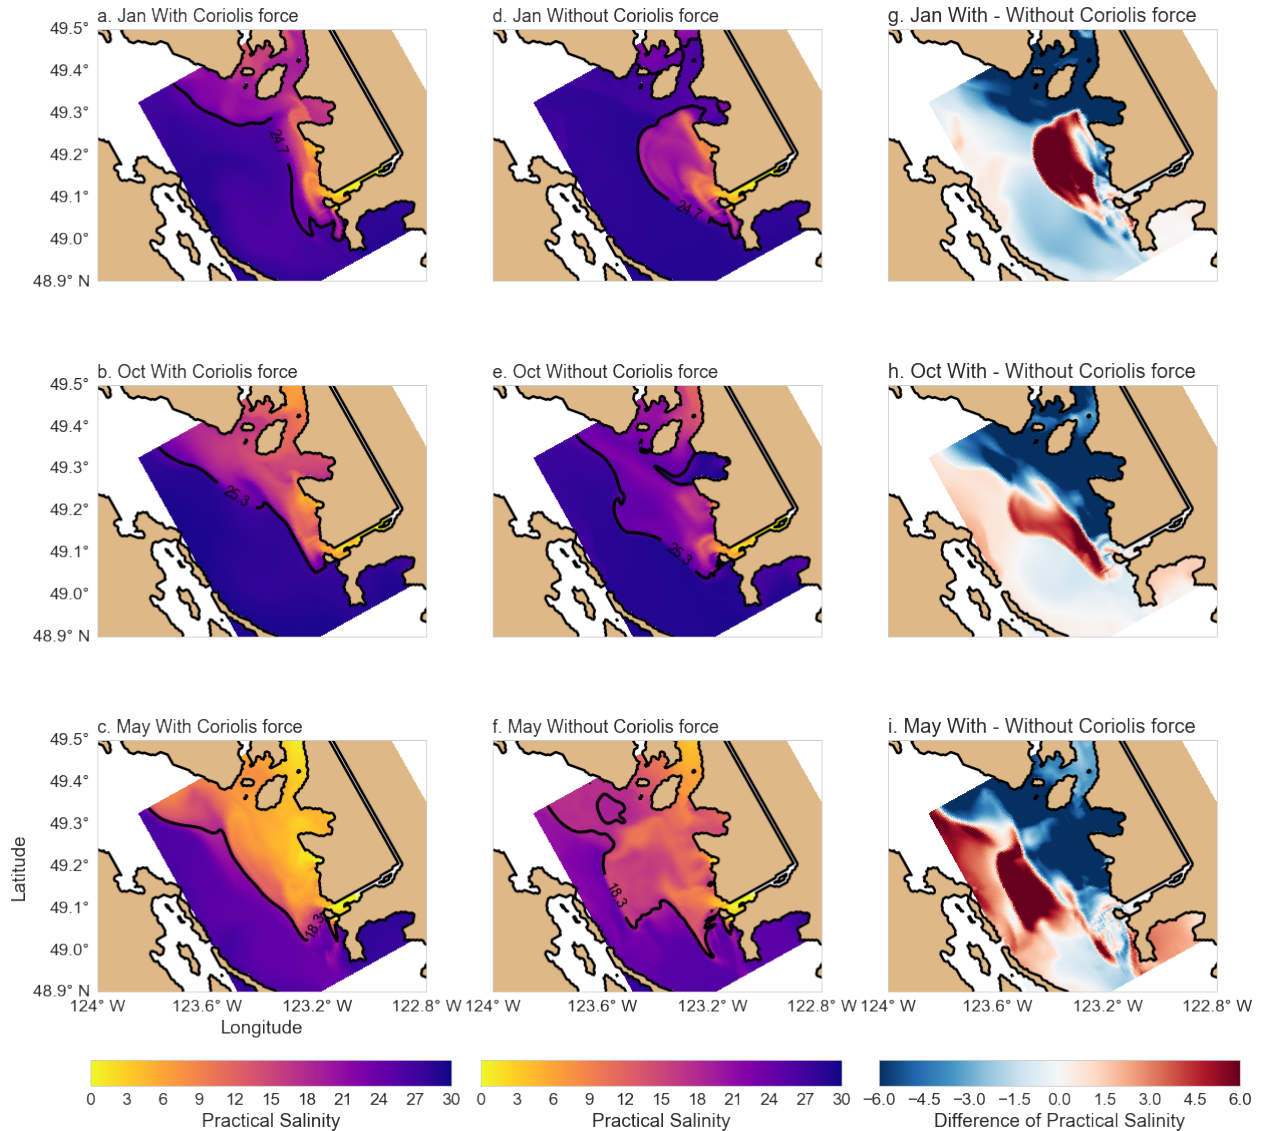 a. Jan With Coriolis force
d. Jan Without Coriolis force
g. Jan With - Without Coriolis force
49.5°
49.4°
49.3°
49.2°
49.1°
49.0°
48.9° N
24.7
24.7
b. Oct With Coriolis force
e. Oct Without Coriolis force
h. Oct With - Without Coriolis force
49.5°
49.4°
49.3°
49.2°
49.1°
49.0°
48.9° N
25.3
25.3
c. May With Coriolis force
f. May Without Coriolis force
i. May With - Without Coriolis force
49.5°
49.4°
49.3°
49.2°
49.1°
49.0°
48.9° N
Latitude
18.3
18.3
124° W 123.6° W 123.2° W 122.8° W 124° W 123.6° W 123.2° W 122.8° W 124° W 123.6° W 123.2° W 122.8° W
Longitude
0 3 6 9 12 15 18 21 24 27 30
Practical Salinity
0 3 6 9 12 15 18 21 24 27 30
Practical Salinity
−6.0 −4.5 −3.0 −1.5 0.0 1.5 3.0 4.5 6.0
Difference of Practical Salinity